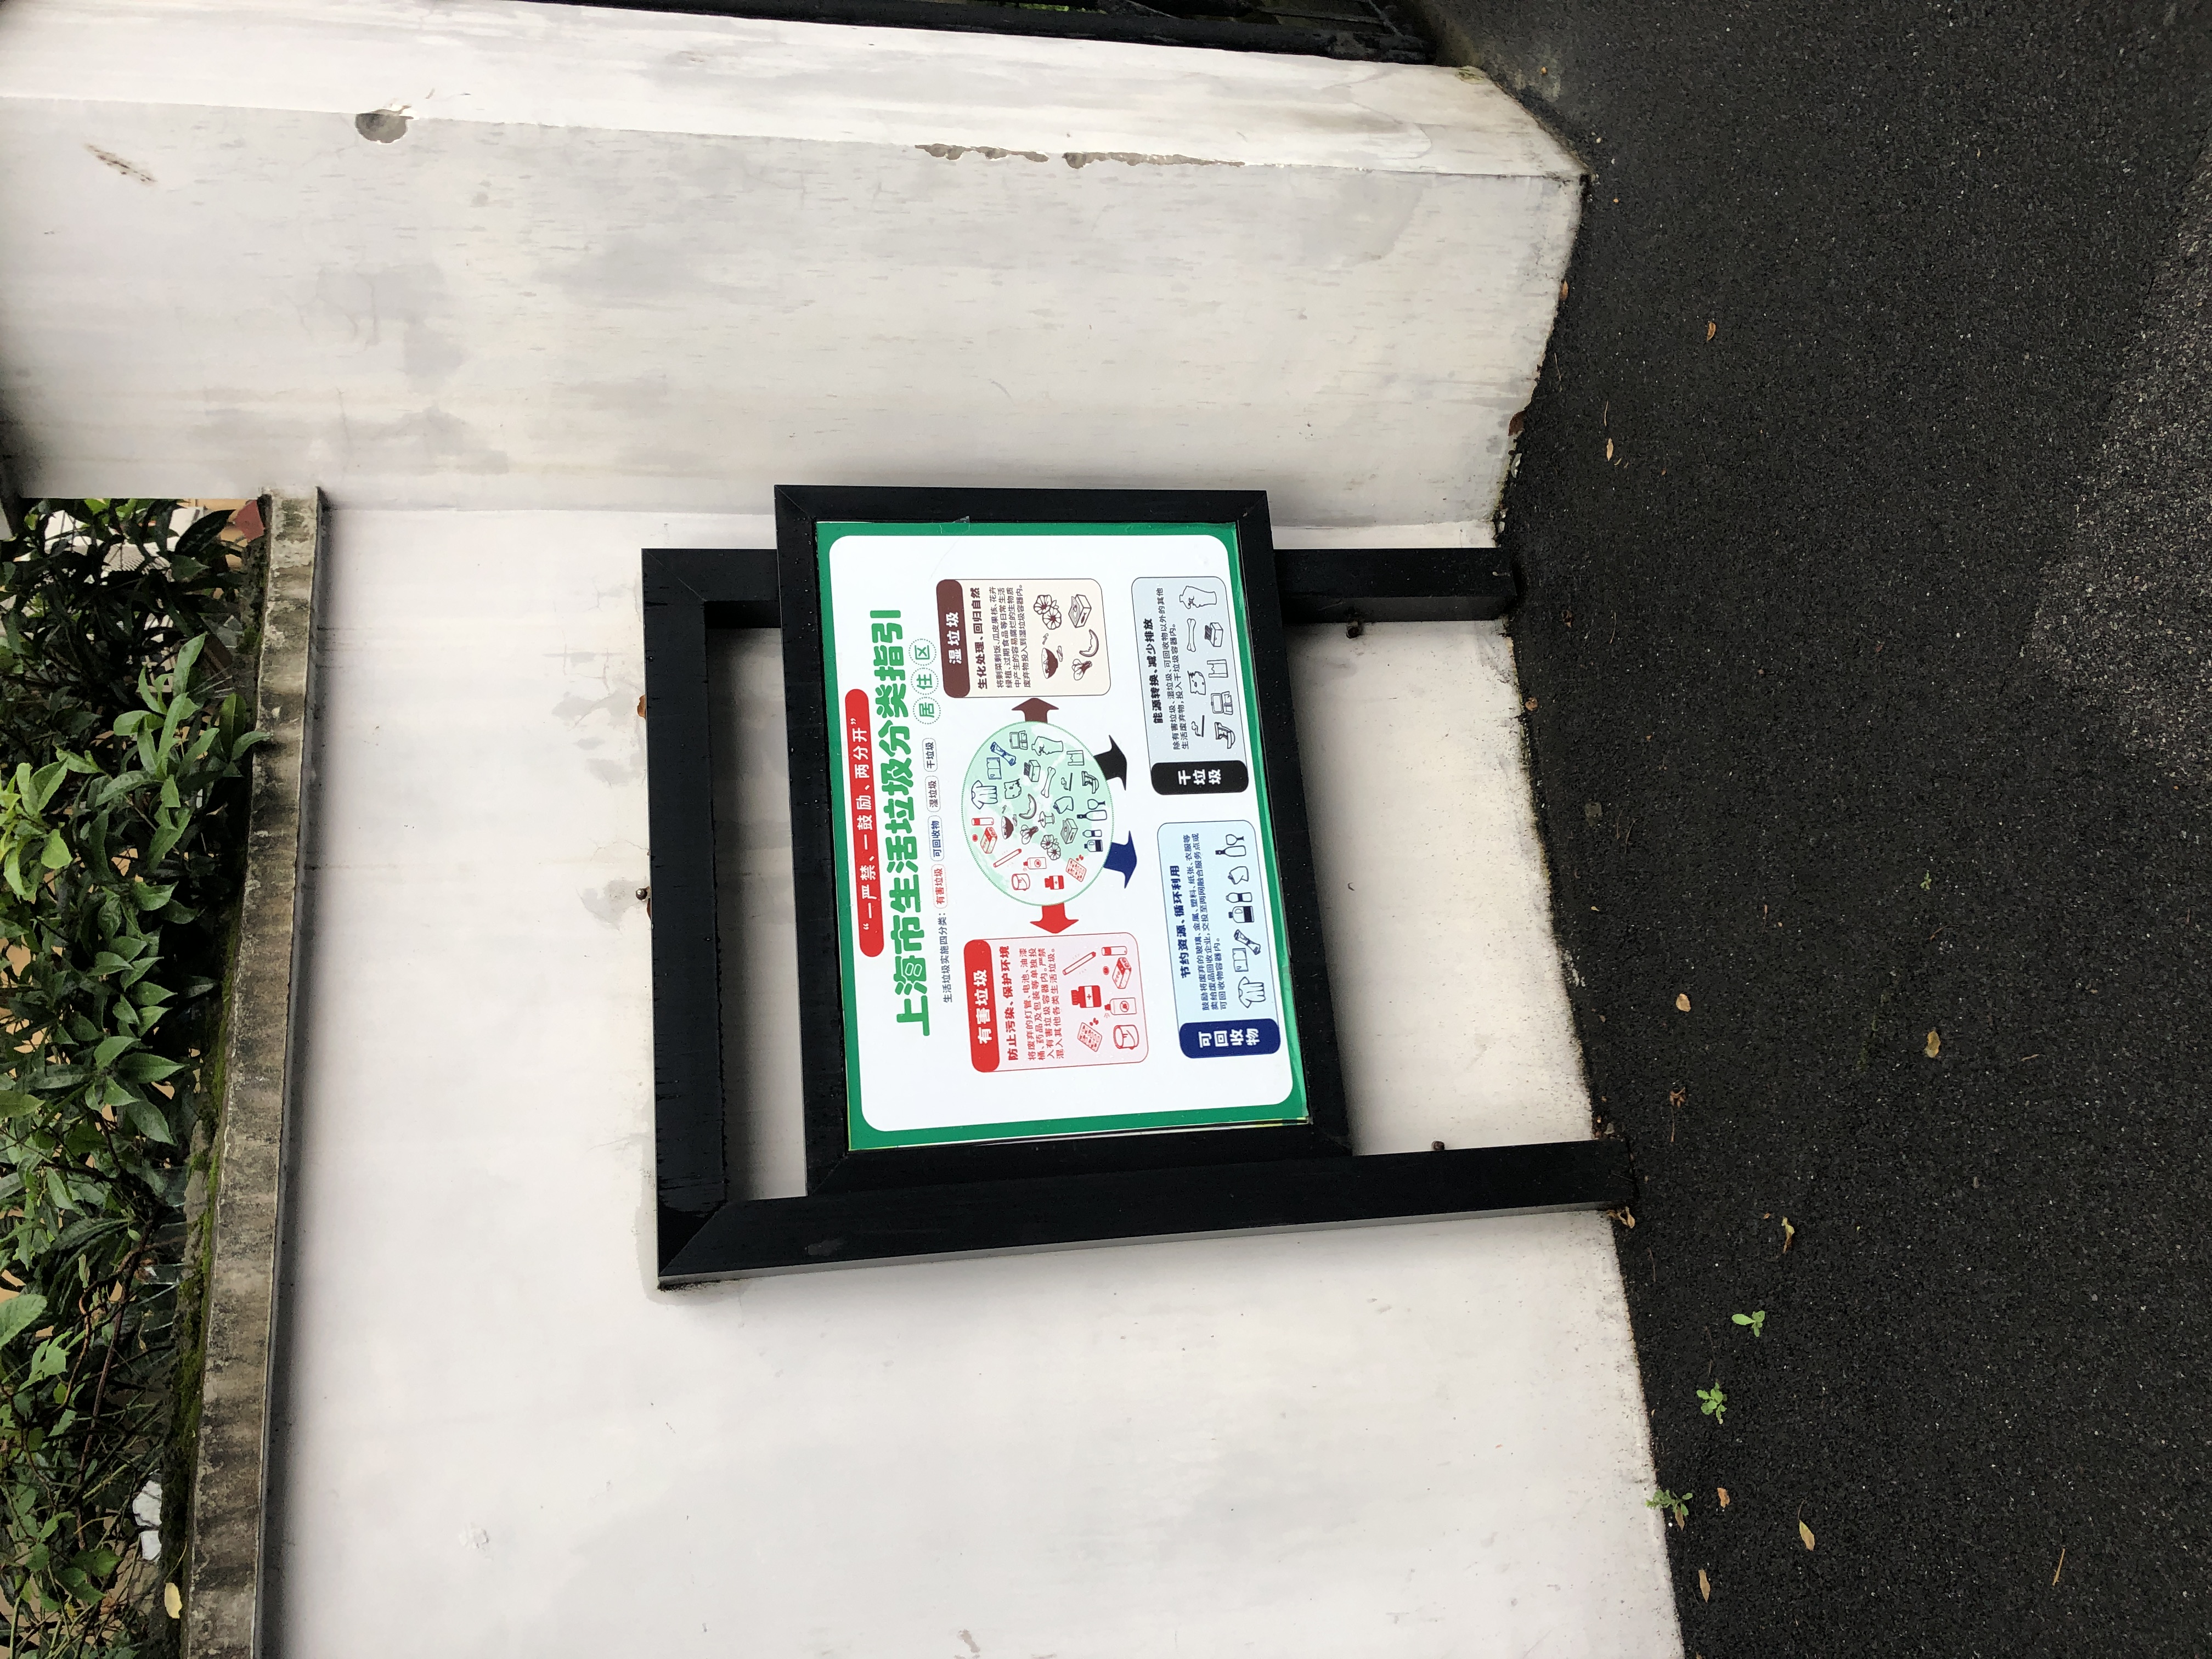 “一严禁、一鼓励、两分开”
上海市生活垃圾分类指引
生活垃圾实施四分类: 有害垃圾 可回收物 湿垃圾 干垃圾 居住区
有害垃圾
防止污染、保护环境
将废弃的灯管、电池、油漆
桶、药品及包装等单独投
入有害垃圾容器内。严禁
混入其他各类生活垃圾。
湿垃圾
生化处理、回归自然
将剩菜剩饭、瓜皮果核、花卉
绿植、过期食品等日常生活
中产生的容易腐烂的生物质
废弃物投入到湿垃圾容器内。
可回收物
节约资源、循环利用
鼓励将废弃的玻璃、金属、塑料、纸张、衣服等
卖给废品回收企业，交投至两网融合服务点或
可回收物容器内。
干垃圾
能源转换、减少排放
除有害垃圾、湿垃圾、可回收物以外的其他
生活废弃物，投入干垃圾容器内。